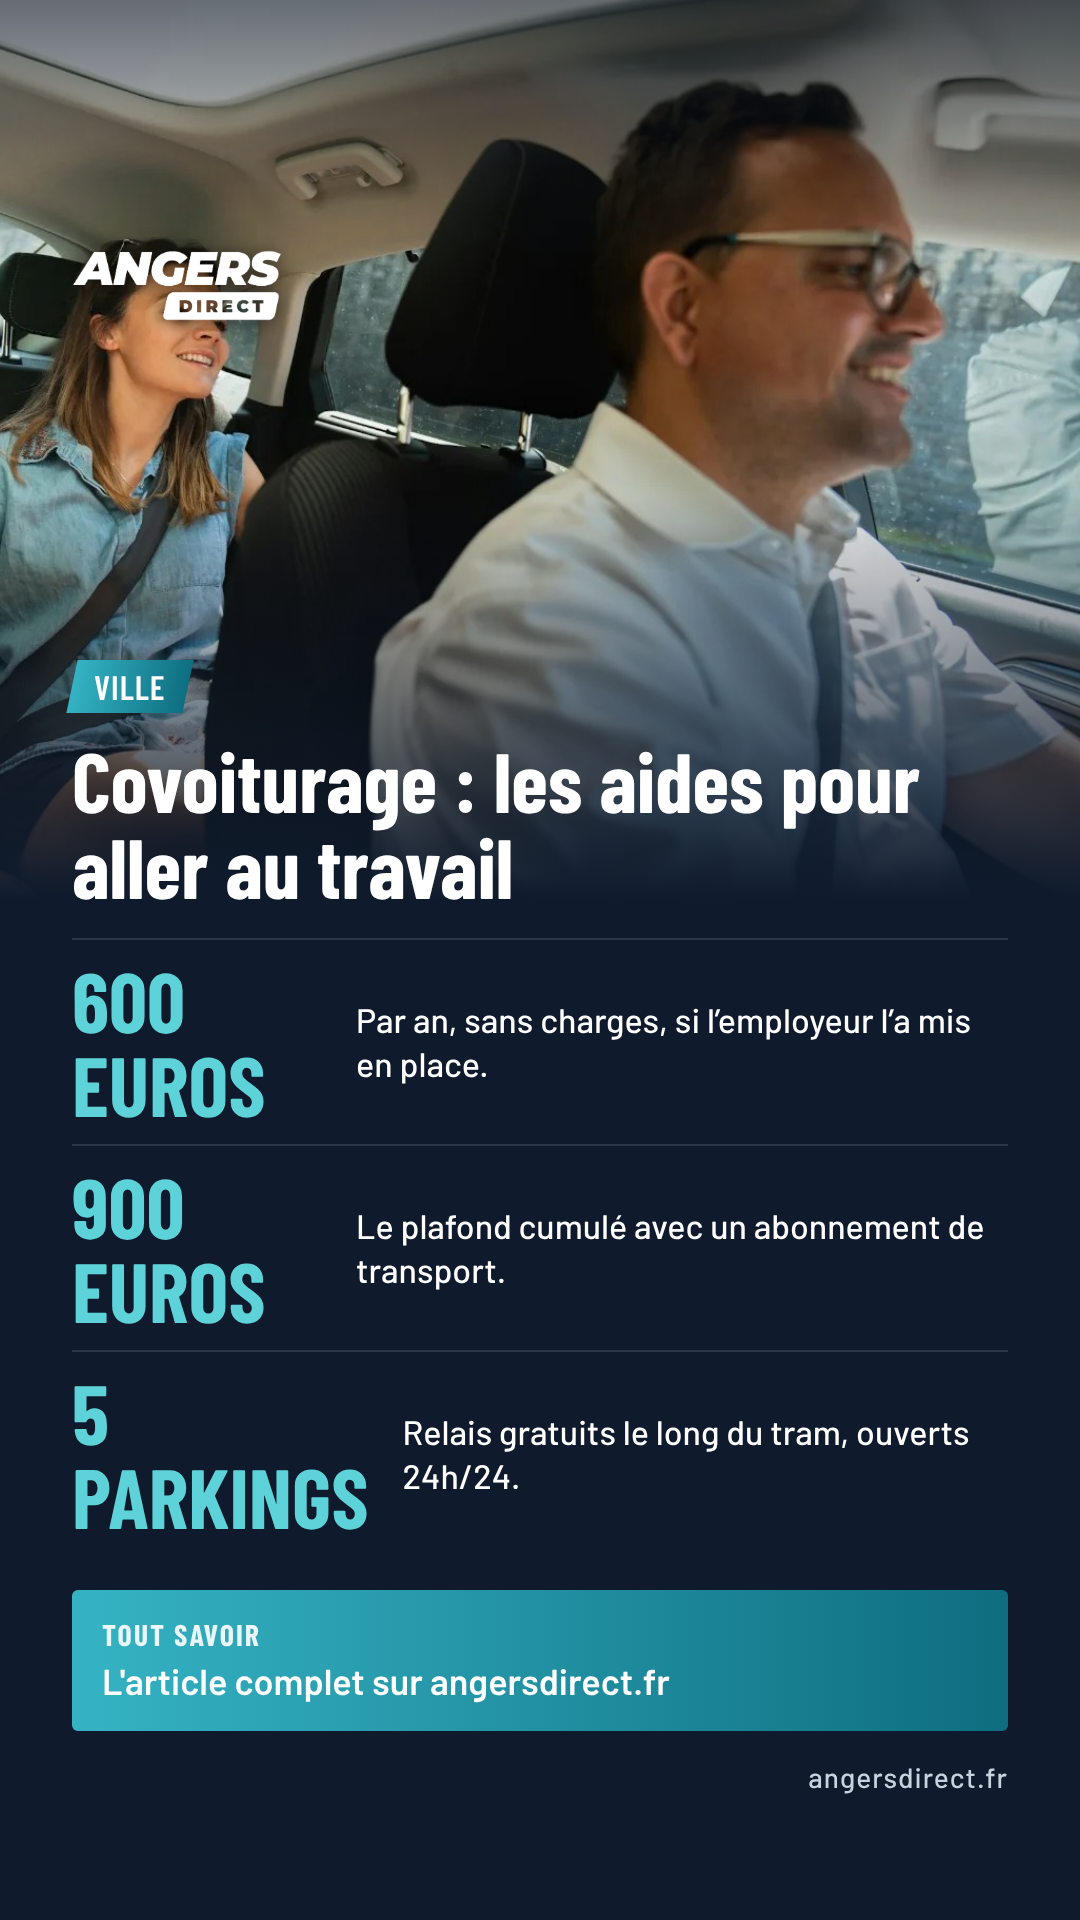 ANGERS
DIRECT
VILLE
Covoiturage : les aides pour
aller au travail
600
EUROS
Par an, sans charges, si l’employeur l’a mis
en place.
900
EUROS
Le plafond cumulé avec un abonnement de
transport.
5
PARKINGS
Relais gratuits le long du tram, ouverts
24h/24.
TOUT SAVOIR
L'article complet sur angersdirect.fr
angersdirect.fr